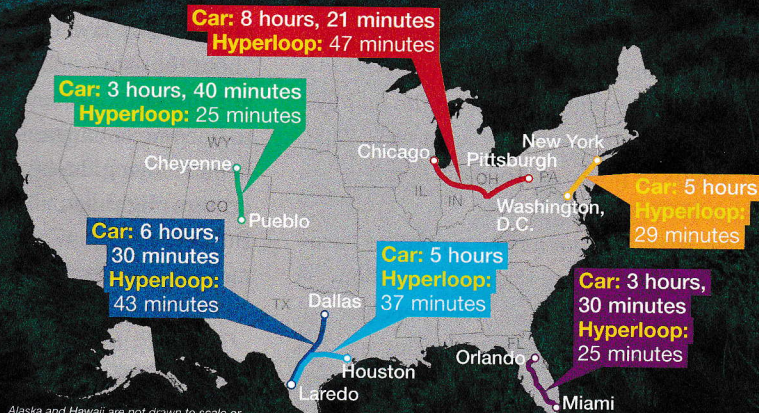 Car: 8 hours, 21 minutes
Hyperloop: 47 minutes
Car: 3 hours, 40 minutes
Hyperloop: 25 minutes
WY
Cheyenne
CO
Pueblo
Chicago
Pittsburgh
New York
IL
IN
OH
PA
Washington,
D.C.
Car: 5 hours
Hyperloop:
29 minutes
Car: 6 hours,
30 minutes
Hyperloop:
43 minutes
Car: 5 hours
Hyperloop:
37 minutes
TX
Dallas
Houston
Laredo
Car: 3 hours,
30 minutes
Hyperloop:
25 minutes
FL
Orlando
Miami
Alaska and Hawaii are not drawn to scale or